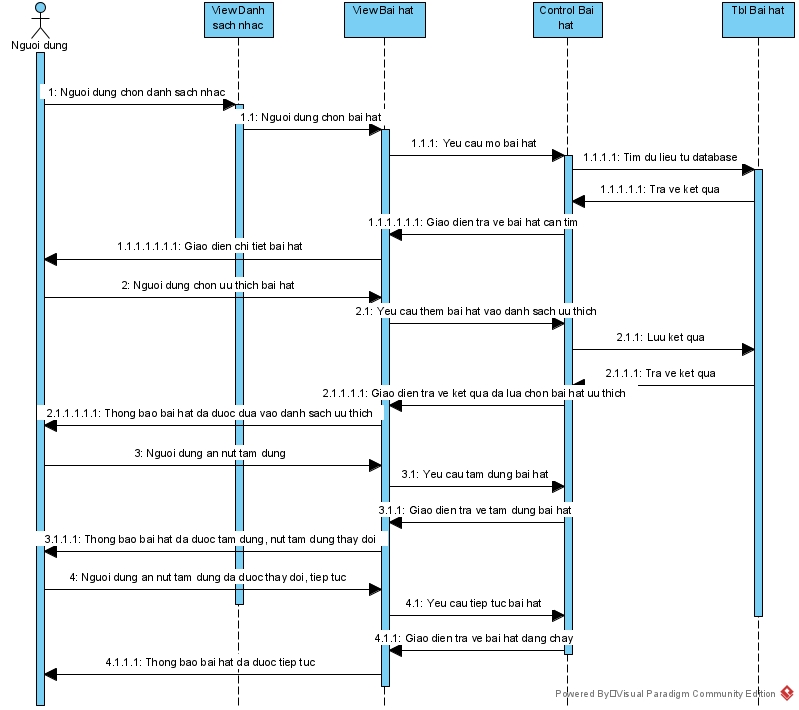 View Danh
sach nhac
View Bai hat
Control Bai
hat
Tbl Bai hat
Nguoi dung
1: Nguoi dung chon danh sach nhac
1.1: Nguoi dung chon bai hat
1.1.1: Yeu cau mo bai hat
1.1.1.1: Tim du lieu tu database
1.1.1.1.1: Tra ve ket qua
1.1.1.1.1.1: Giao dien tra ve bai hat can tim
1.1.1.1.1.1.1: Giao dien chi tiet bai hat
2: Nguoi dung chon uu thich bai hat
2.1: Yeu cau them bai hat vao danh sach uu thich
2.1.1: Luu ket qua
2.1.1.1: Tra ve ket qua
2.1.1.1.1: Giao dien tra ve ket qua da lua chon bai hat uu thich
2.1.1.1.1.1: Thong bao bai hat da duoc dua vao danh sach uu thich
3: Nguoi dung an nut tam dung
3.1: Yeu cau tam dung bai hat
3.1.1: Giao dien tra ve tam dung bai hat
3.1.1.1: Thong bao bai hat da duoc tam dung, nut tam dung thay doi
4: Nguoi dung an nut tam dung da duoc thay doi, tiep tuc
4.1: Yeu cau tiep tuc bai hat
4.1.1: Giao dien tra ve bai hat dang chay
4.1.1.1: Thong bao bai hat da duoc tiep tuc
Powered By Visual Paradigm Community Edition